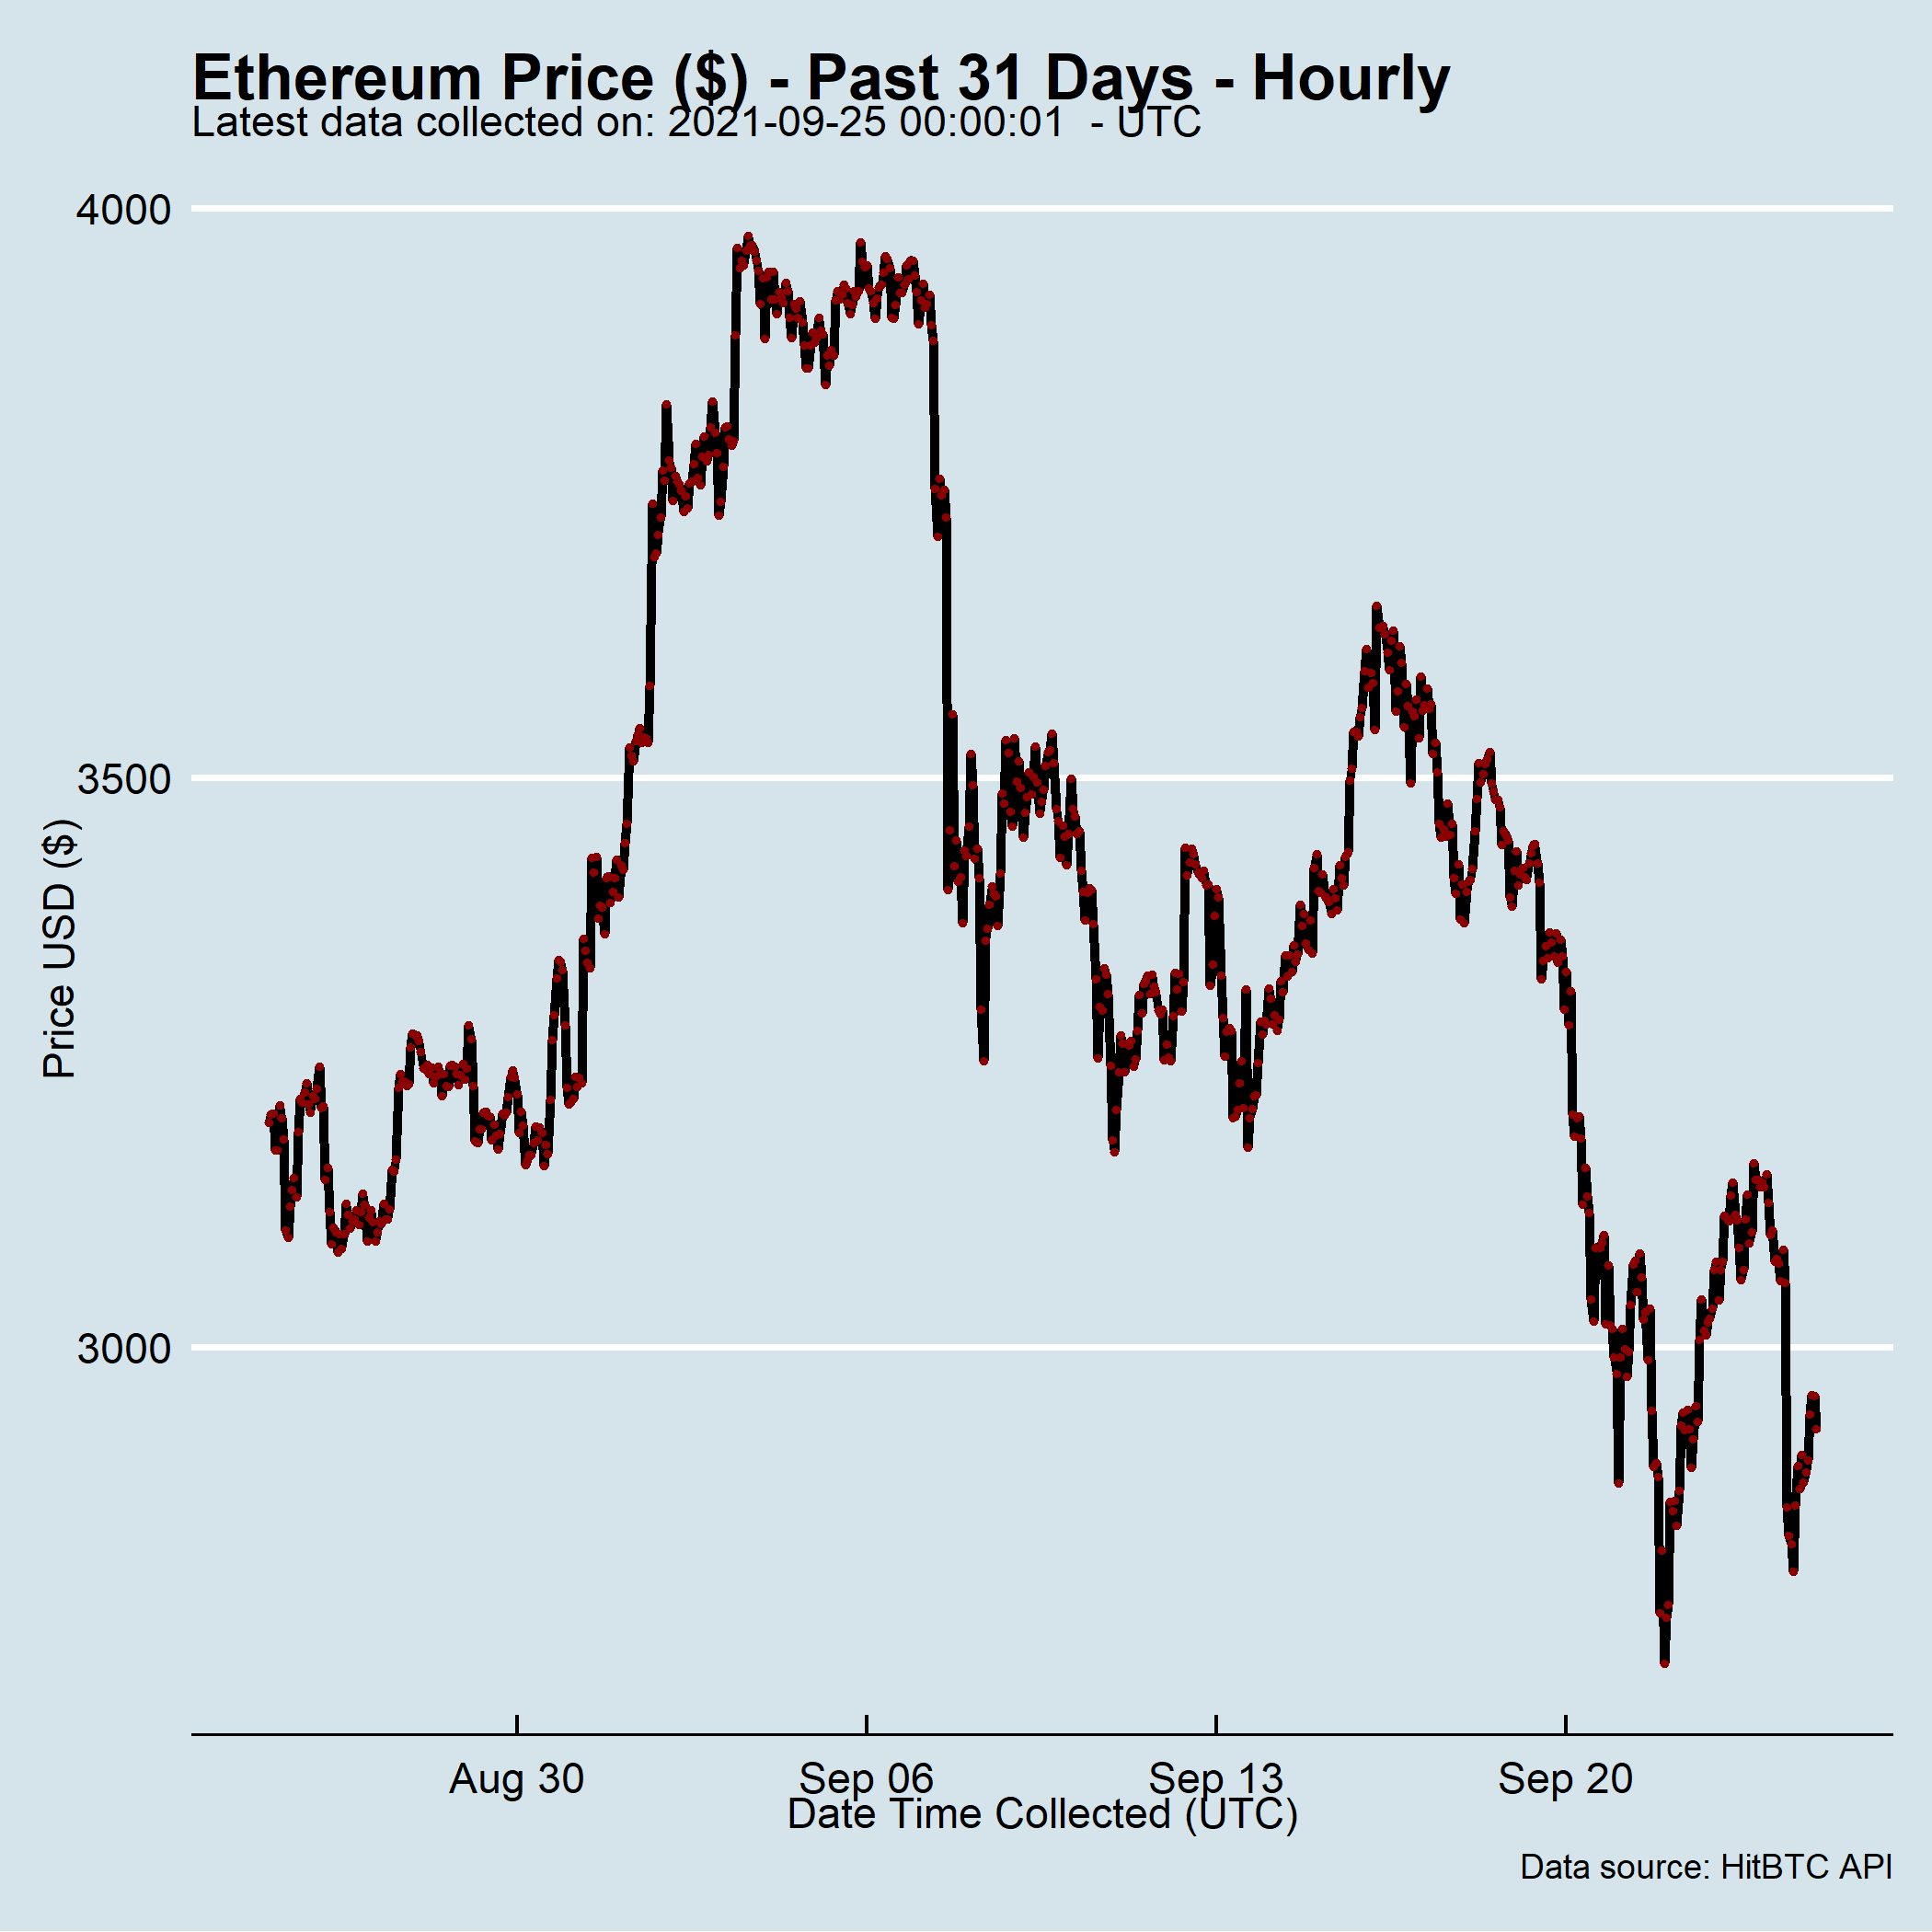 Ethereum Price ($) - Past 31 Days - Hourly
Latest data collected on: 2021-09-25 00:00:01  - UTC
4000
3500
3000
Price USD ($)
Aug 30
Sep 06
Sep 13
Sep 20
Date Time Collected (UTC)
Data source: HitBTC API